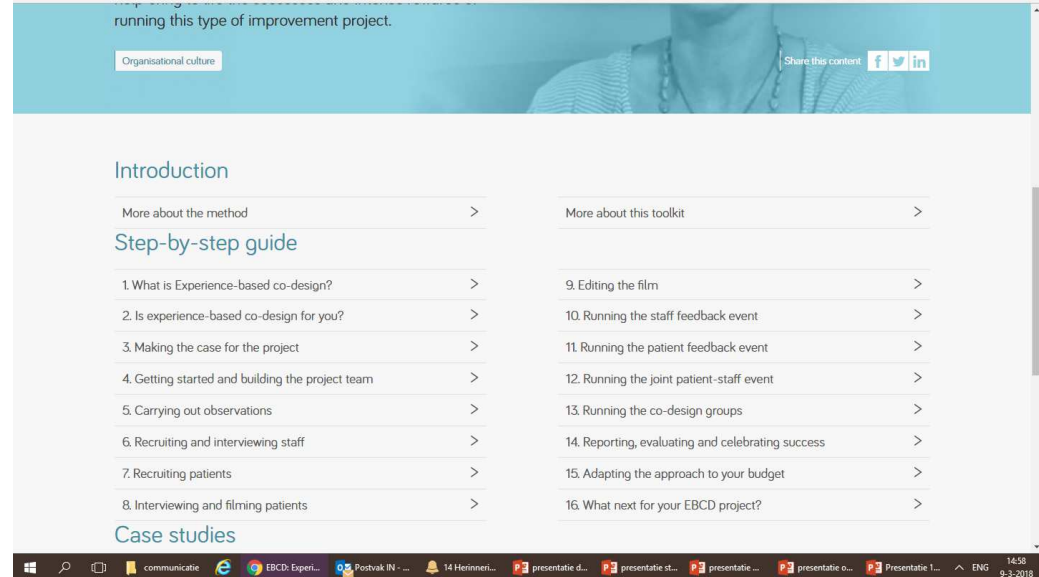 running this type of improvement project.
Organisational culture
Share this content
Introduction
More about the method
More about this toolkit
Step-by-step guide
1. What is Experience-based co-design?
2. Is experience-based co-design for you?
3. Making the case for the project
4. Getting started and building the project team
5. Carrying out observations
6. Recruiting and interviewing staff
7. Recruiting patients
8. Interviewing and filming patients
9. Editing the film
10. Running the staff feedback event
11. Running the patient feedback event
12. Running the joint patient-staff event
13. Running the co-design groups
14. Reporting, evaluating and celebrating success
15. Adapting the approach to your budget
16. What next for your EBCD project?
Case studies
communicatie
EBCD: Experi...
Postvak IN - ...
14 Herinneri...
presentatie d...
presentatie st...
presentatie ...
presentatie o...
Presentatie 1...
ENG
14:58
9-3-2018